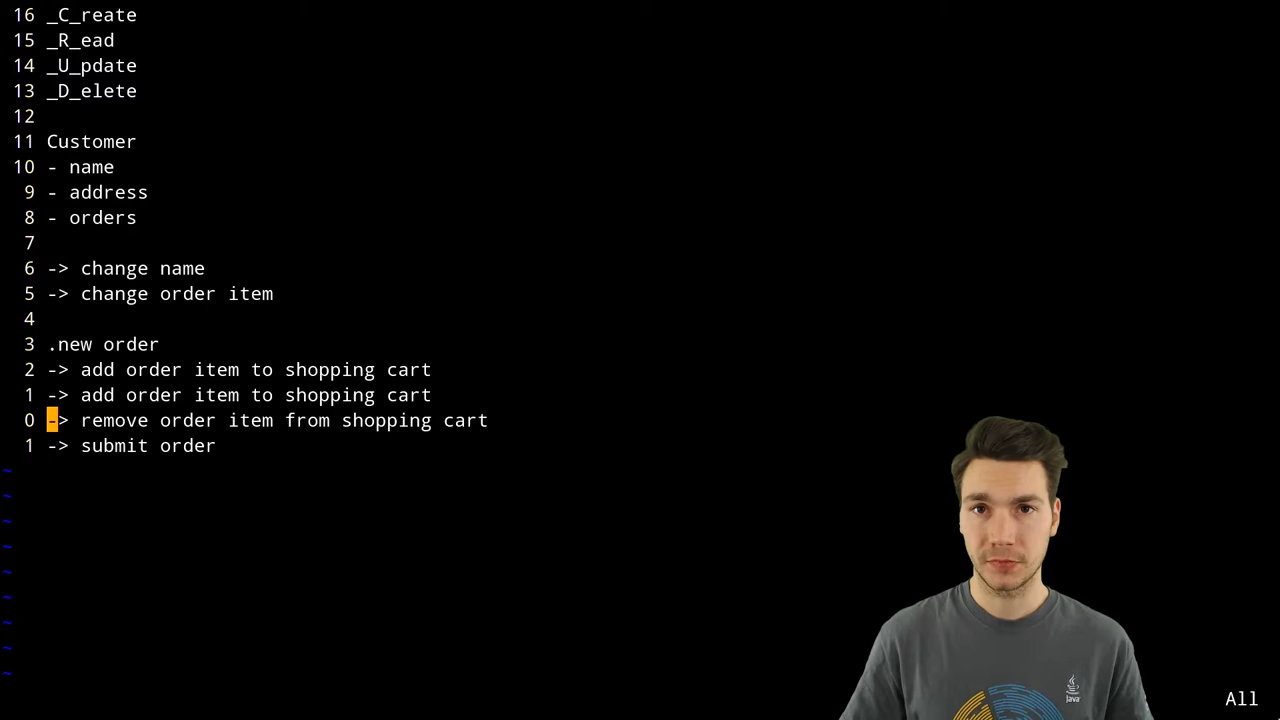 16 _C_reate
15 _R_ead
14 _U_pdate
13 _D_elete
12
11 Customer
10 - name
9 - address
8 - orders
7
6 -> change name
5 -> change order item
4
3 .new order
2 -> add order item to shopping cart
1 -> add order item to shopping cart
0 -> remove order item from shopping cart
1 -> submit order
~
~
~
~
~
~
~
~
~
Java
All